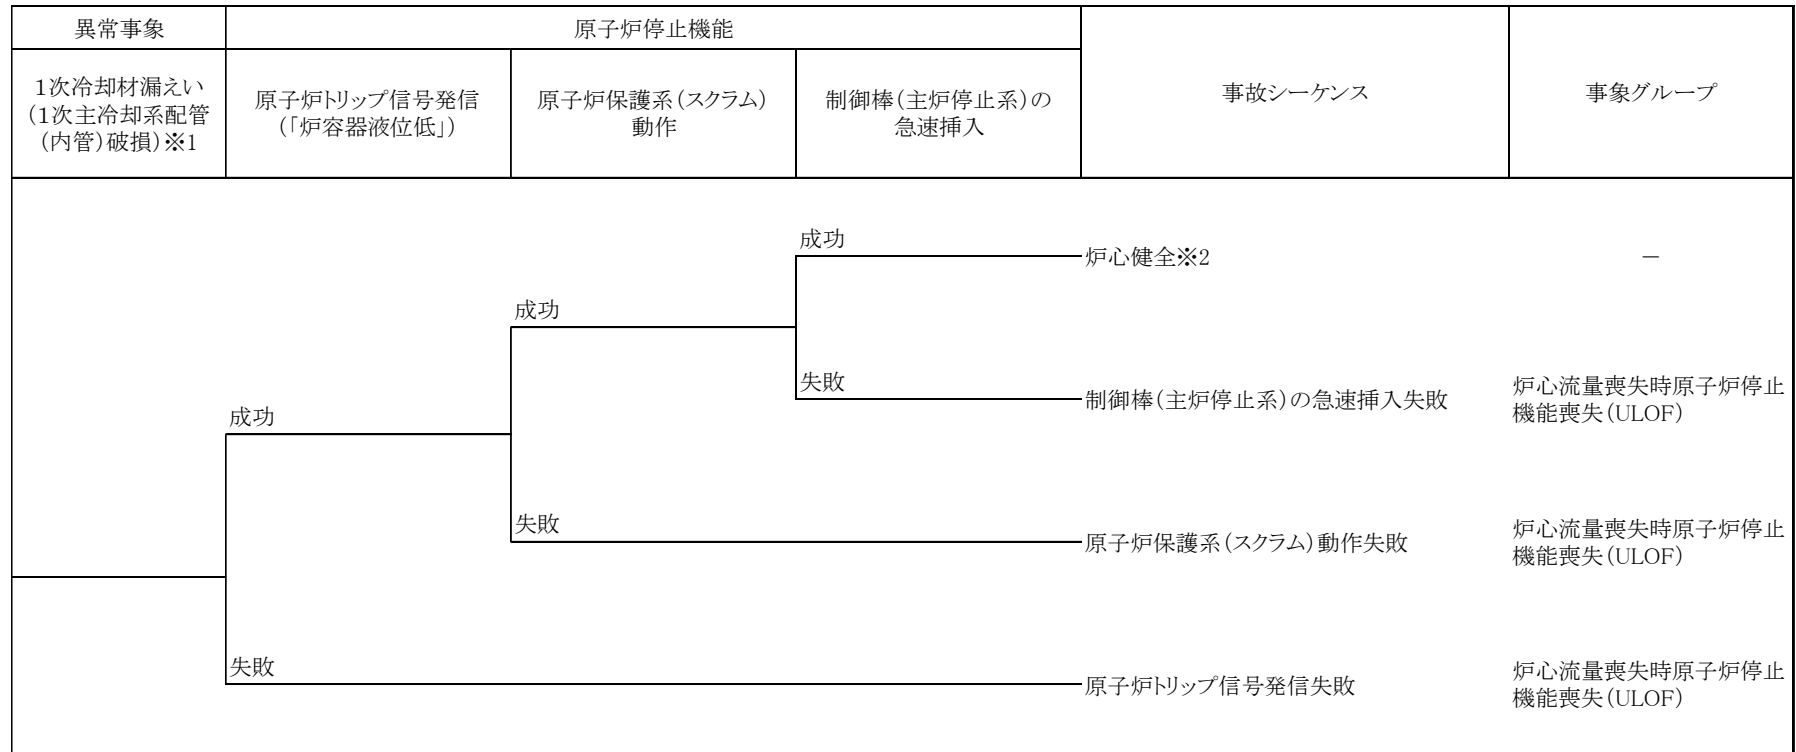 異常事象
原子炉停止機能
1次冷却材漏えい
(1次主冷却系配管
(内管)破損)※1
原子炉トリップ信号発信
(「炉容器液位低」)
原子炉保護系(スクラム)
動作
制御棒(主炉停止系)の
急速挿入
事故シーケンス
事象グループ
成功
炉心健全※2
－
成功
失敗
制御棒(主炉停止系)の急速挿入失敗
炉心流量喪失時原子炉停止
機能喪失(ULOF)
成功
失敗
原子炉保護系(スクラム)動作失敗
炉心流量喪失時原子炉停止
機能喪失(ULOF)
失敗
原子炉トリップ信号発信失敗
炉心流量喪失時原子炉停止
機能喪失(ULOF)